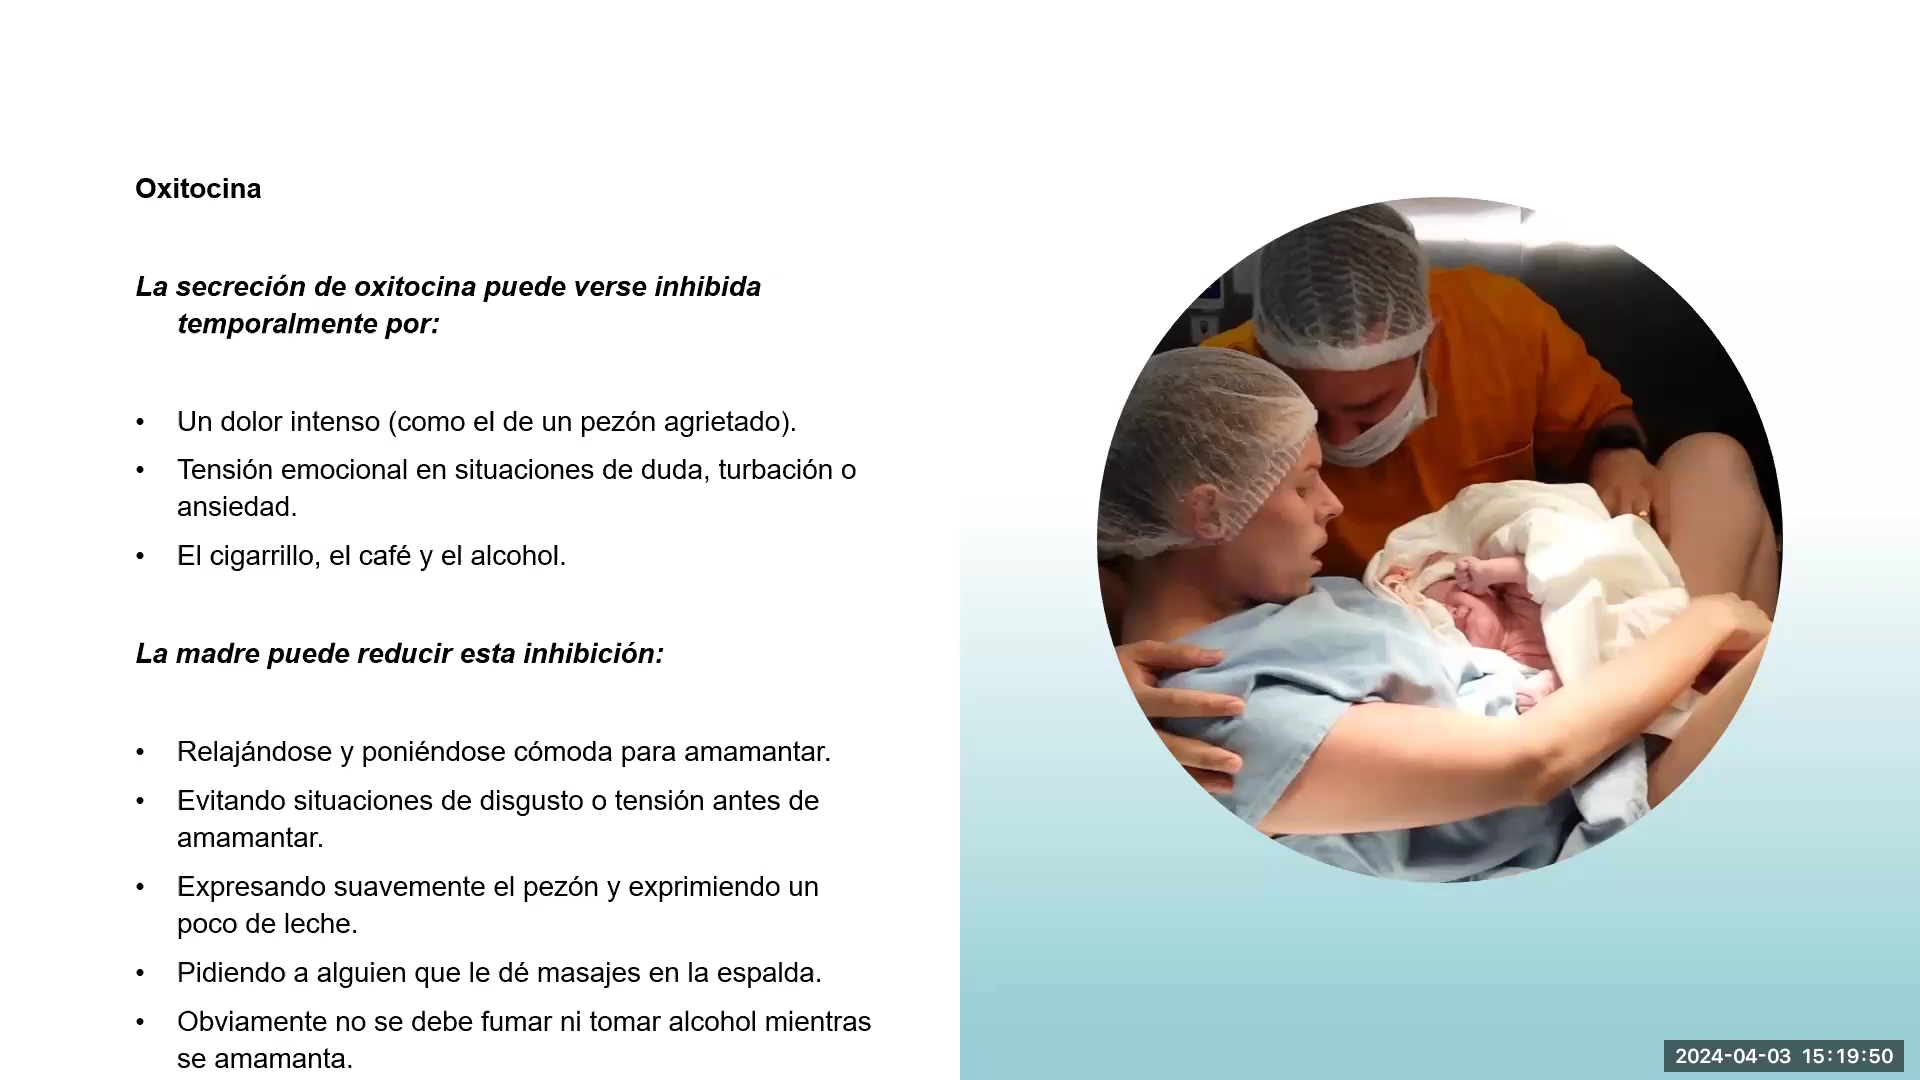 Oxitocina
La secreción de oxitocina puede verse inhibida
temporalmente por:
• Un dolor intenso (como el de un pezón agrietado).
• Tensión emocional en situaciones de duda, turbación o
ansiedad.
• El cigarrillo, el café y el alcohol.
La madre puede reducir esta inhibición:
• Relajándose y poniéndose cómoda para amamantar.
• Evitando situaciones de disgusto o tensión antes de
amamantar.
• Expresando suavemente el pezón y exprimiendo un
poco de leche.
• Pidiendo a alguien que le dé masajes en la espalda.
• Obviamente no se debe fumar ni tomar alcohol mientras
se amamanta.
2024-04-03 15:19:50